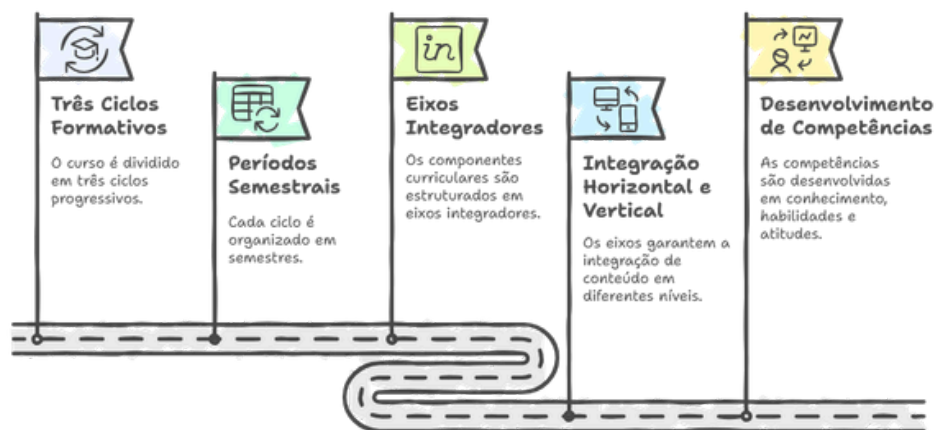 in
Três Ciclos
Formativos
O curso é dividido
em três ciclos
progressivos.
Períodos
Semestrais
Cada ciclo é
organizado em
semestres.
Eixos
Integradores
Os componentes
curriculares são
estruturados em
eixos integradores.
Integração
Horizontal e
Vertical
Os eixos garantem a
integração de
conteúdo em
diferentes níveis.
Desenvolvimento
de Competências
As competências
são desenvolvidas
em conhecimento,
habilidades e
atitudes.